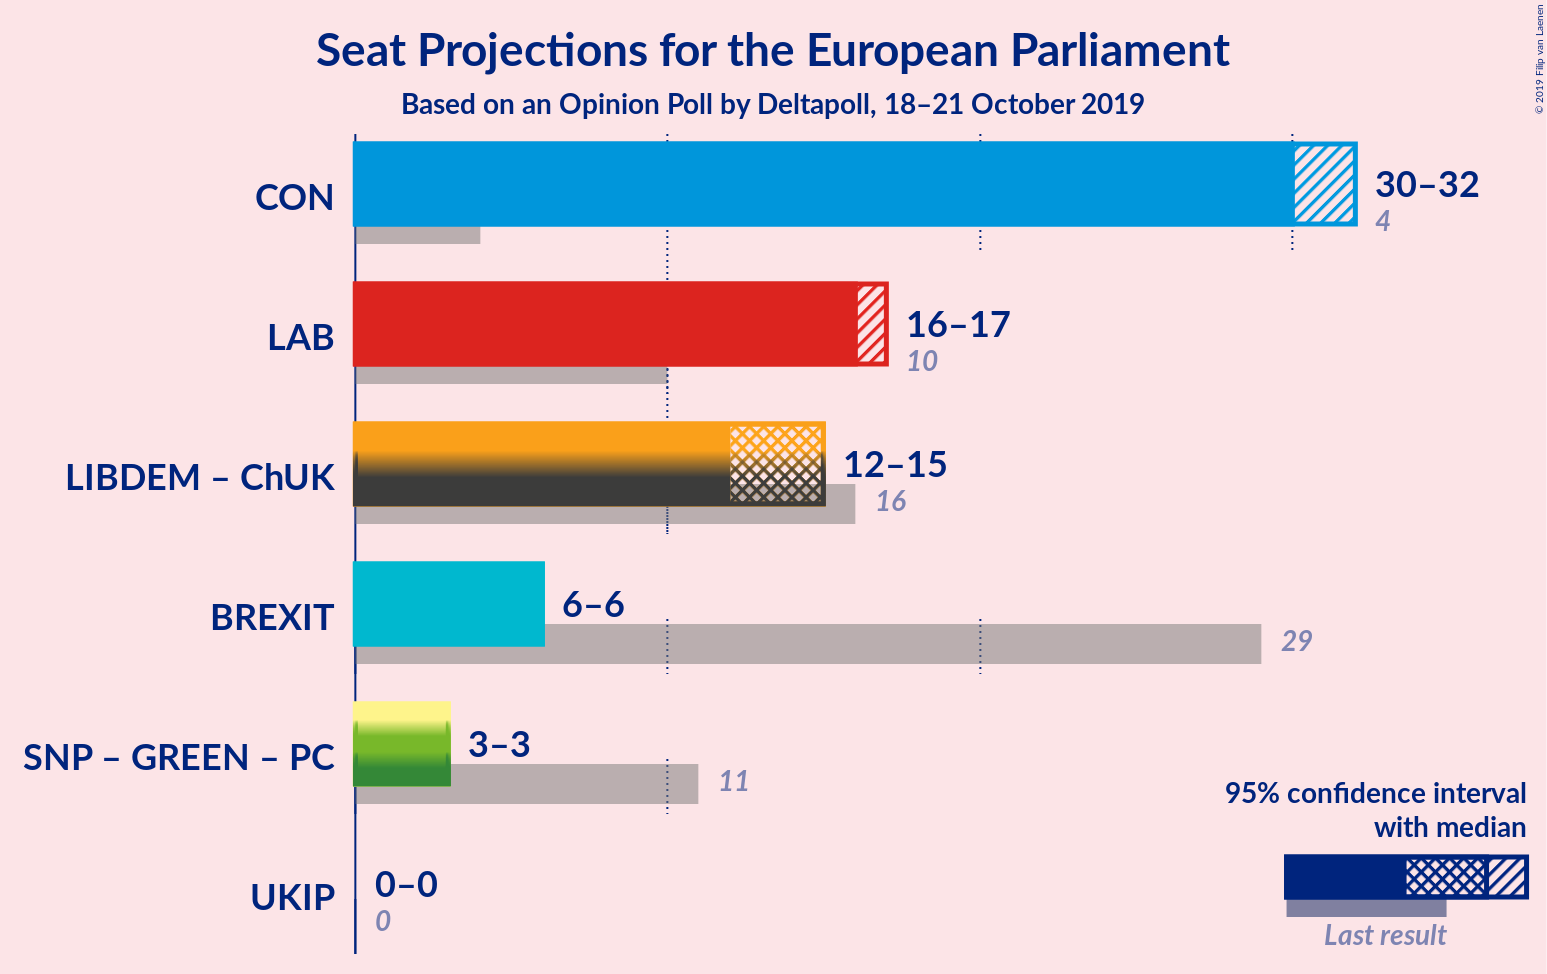 Seat Projections for the European Parliament
Based on an Opinion Poll by Deltapoll, 18–21 October 2019
© 2019 Filip van Laenen
CON
30–32
4
LAB
16–17
10
LIBDEM – ChUK
12–15
16
BREXIT
6–6
29
SNP – GREEN – PC
3–3
11
UKIP
0–0
0
95% confidence interval
with median
Last result